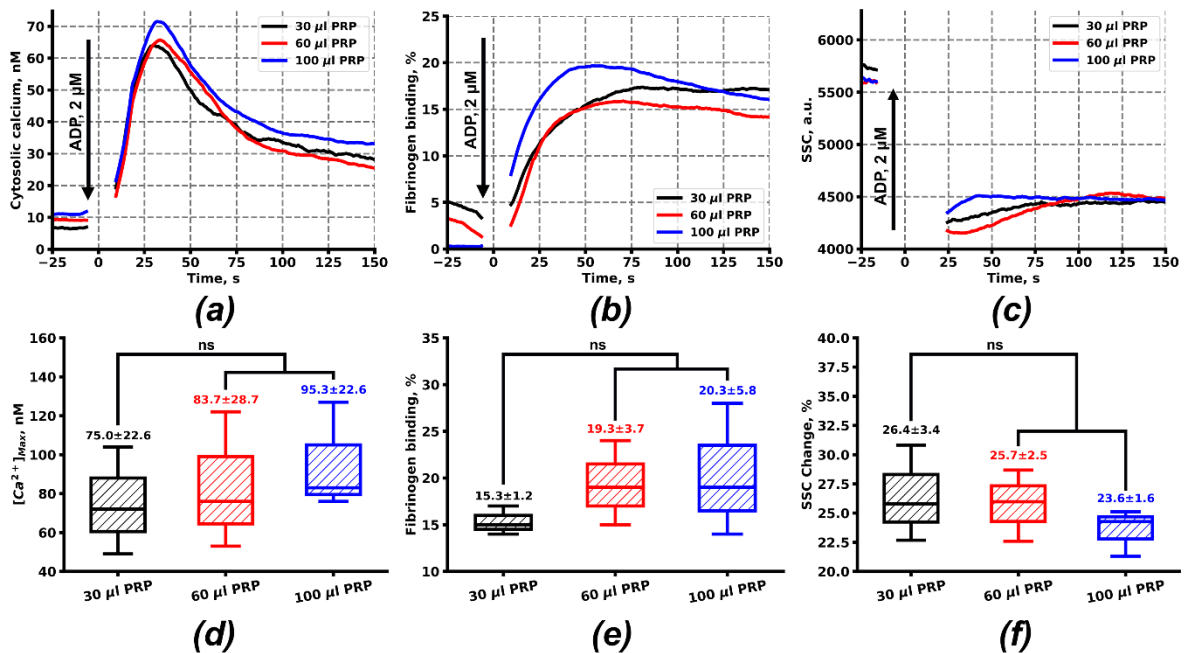 70
60
50
40
30
20
10
0
Cytosolic calcium, nM
ADP, 2 µM
30 µl PRP
60 µl PRP
100 µl PRP
−25 0 25 50 75 100 125 150
Time, s
(a)
25
20
15
10
5
0
Fibrinogen binding, %
ADP, 2 µM
30 µl PRP
60 µl PRP
100 µl PRP
−25 0 25 50 75 100 125 150
Time, s
(b)
6000
5500
5000
4500
4000
SSC, a.u.
ADP, 2 µM
30 µl PRP
60 µl PRP
100 µl PRP
−25 0 25 50 75 100 125 150
Time, s
(c)
160
140
120
100
80
60
40
[Ca²⁺]Max, nM
ns
75.0±22.6
83.7±28.7
95.3±22.6
30 µl PRP
60 µl PRP
100 µl PRP
(d)
35
30
25
20
15
10
Fibrinogen binding, %
ns
15.3±1.2
19.3±3.7
20.3±5.8
30 µl PRP
60 µl PRP
100 µl PRP
(e)
40.0
37.5
35.0
32.5
30.0
27.5
25.0
22.5
20.0
SSC Change, %
ns
26.4±3.4
25.7±2.5
23.6±1.6
30 µl PRP
60 µl PRP
100 µl PRP
(f)